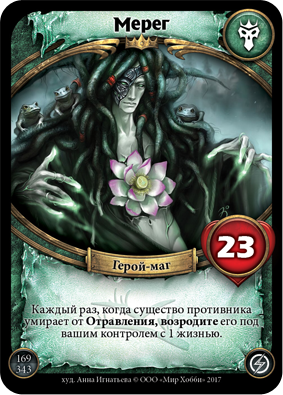 Мерег
Герой-маг
23
Каждый раз, когда существо противника
умирает от Отравления, возродите его под
вашим контролем с 1 жизнью.
169
343
худ. Анна Игнатьева © ООО «Мир Хобби» 2017